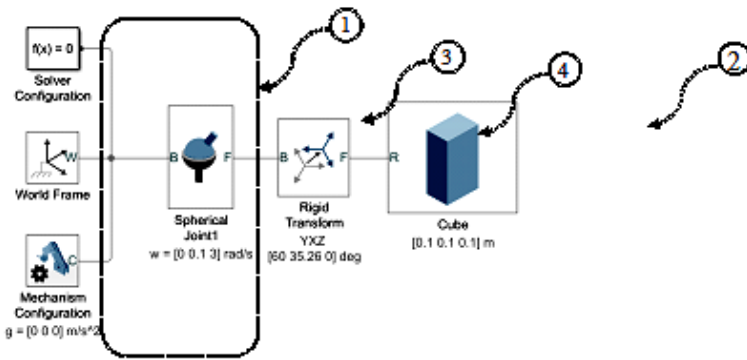 1
f(x) = 0
Solver
Configuration
3
4
2
W
World Frame
B
F
Spherical
Joint1
w = [0 0.1 3] rad/s
B
F
Rigid
Transform
YXZ
[60 35.26 0] deg
R
Cube
[0.1 0.1 0.1] m
C
Mechanism
Configuration
g = [0 0 0] m/s^2